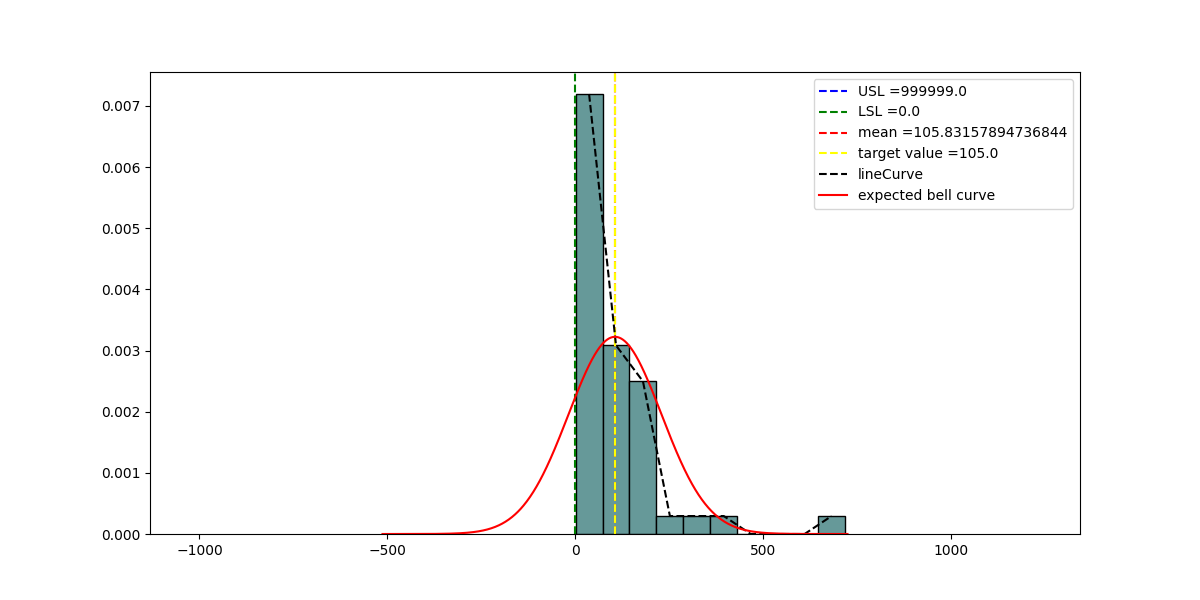 USL =999999.0
LSL =0.0
mean =105.83157894736844
target value =105.0
lineCurve
expected bell curve
0.007
0.006
0.005
0.004
0.003
0.002
0.001
0.000
−1000 −500 0 500 1000